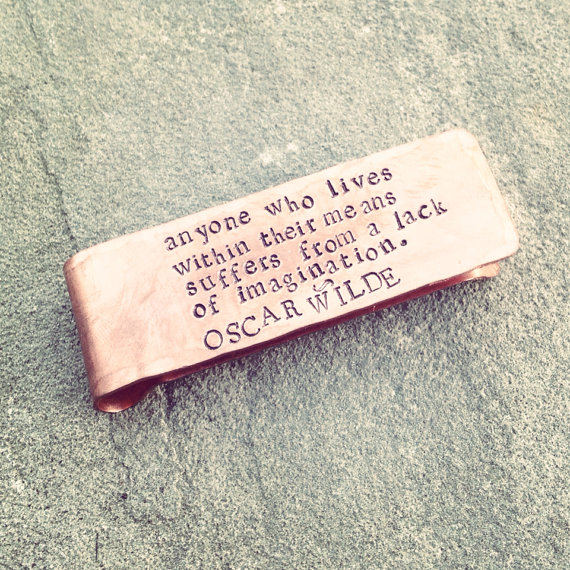 anyone who lives
within their means
suffers from a lack
of imagination.
OSCAR WILDE